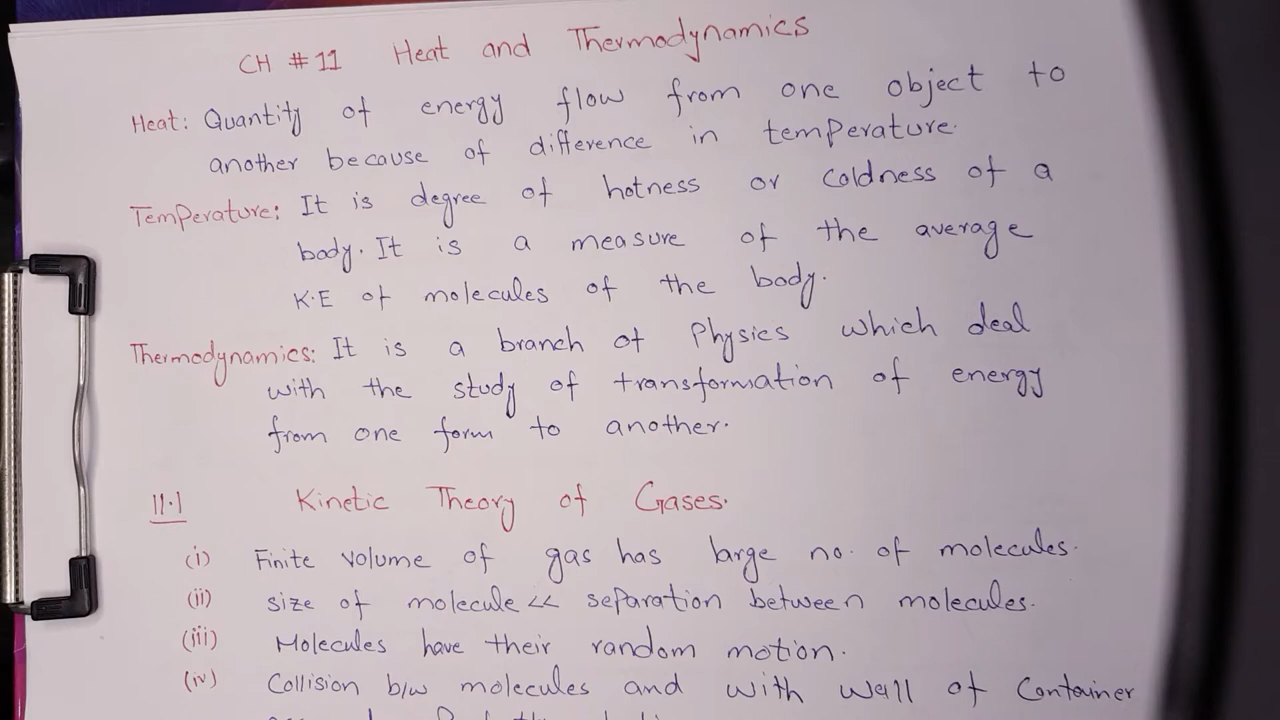 CH # 11 Heat and Thermodynamics
Heat: Quantity of energy flow from one object to
another because of difference in temperature.
Temperature: It is degree of hotness or coldness of a
body. It is a measure of the average
K.E of molecules of the body.
Thermodynamics: It is a branch of Physics which deal
with the study of transformation of energy
from one form to another.
11.1 Kinetic Theory of Gases.
(i) Finite volume of gas has large no. of molecules.
(ii) size of molecule << separation between molecules.
(iii) Molecules have their random motion.
(iv) Collision b/w molecules and with wall of Container